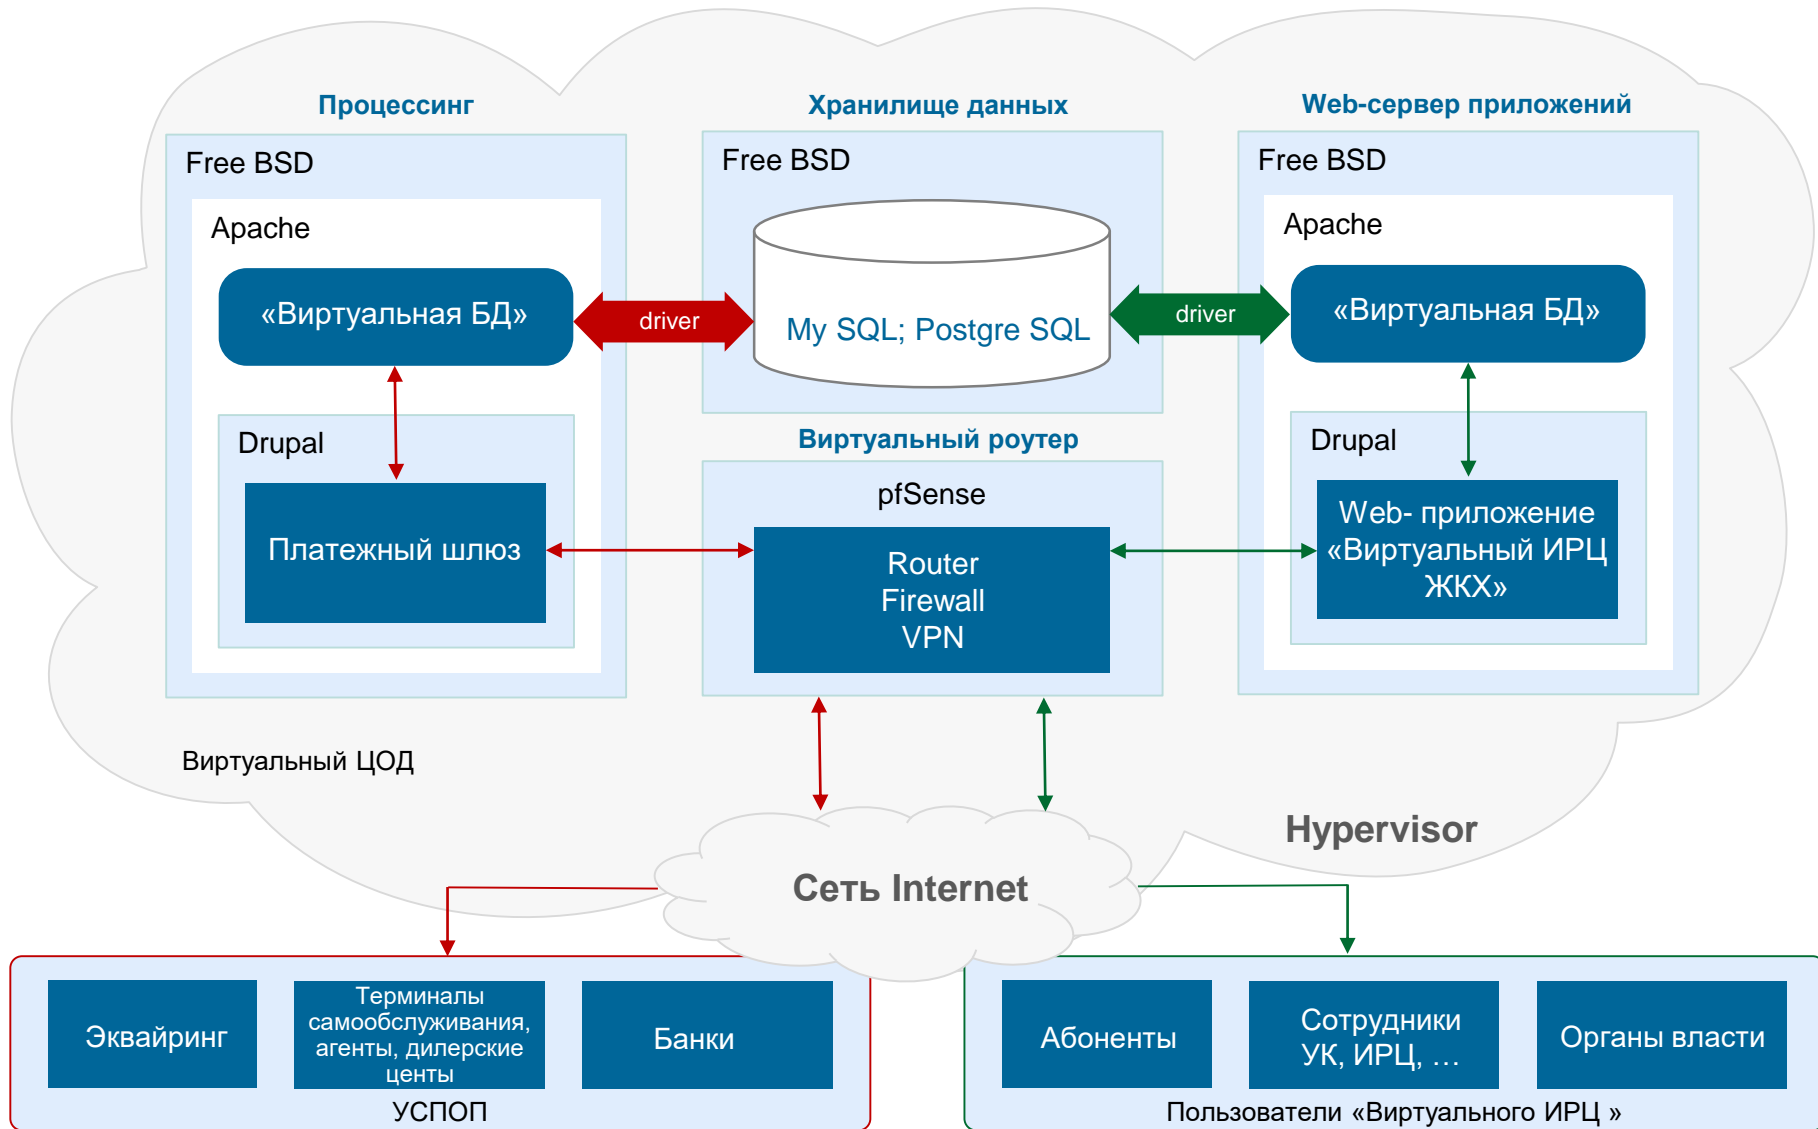 Процессинг
Хранилище данных
Web-сервер приложений
Free BSD
Free BSD
Free BSD
Apache
Apache
«Виртуальная БД»
driver
My SQL; Postgre SQL
driver
«Виртуальная БД»
Drupal
Виртуальный роутер
Drupal
pfSense
Платежный шлюз
Router
Firewall
VPN
Web- приложение
«Виртуальный ИРЦ
ЖКХ»
Виртуальный ЦОД
Hypervisor
Сеть Internet
Эквайринг
Терминалы
самообслуживания,
агенты, дилерские
центы
Банки
УСПОП
Абоненты
Сотрудники
УК, ИРЦ, …
Органы власти
Пользователи «Виртуального ИРЦ »